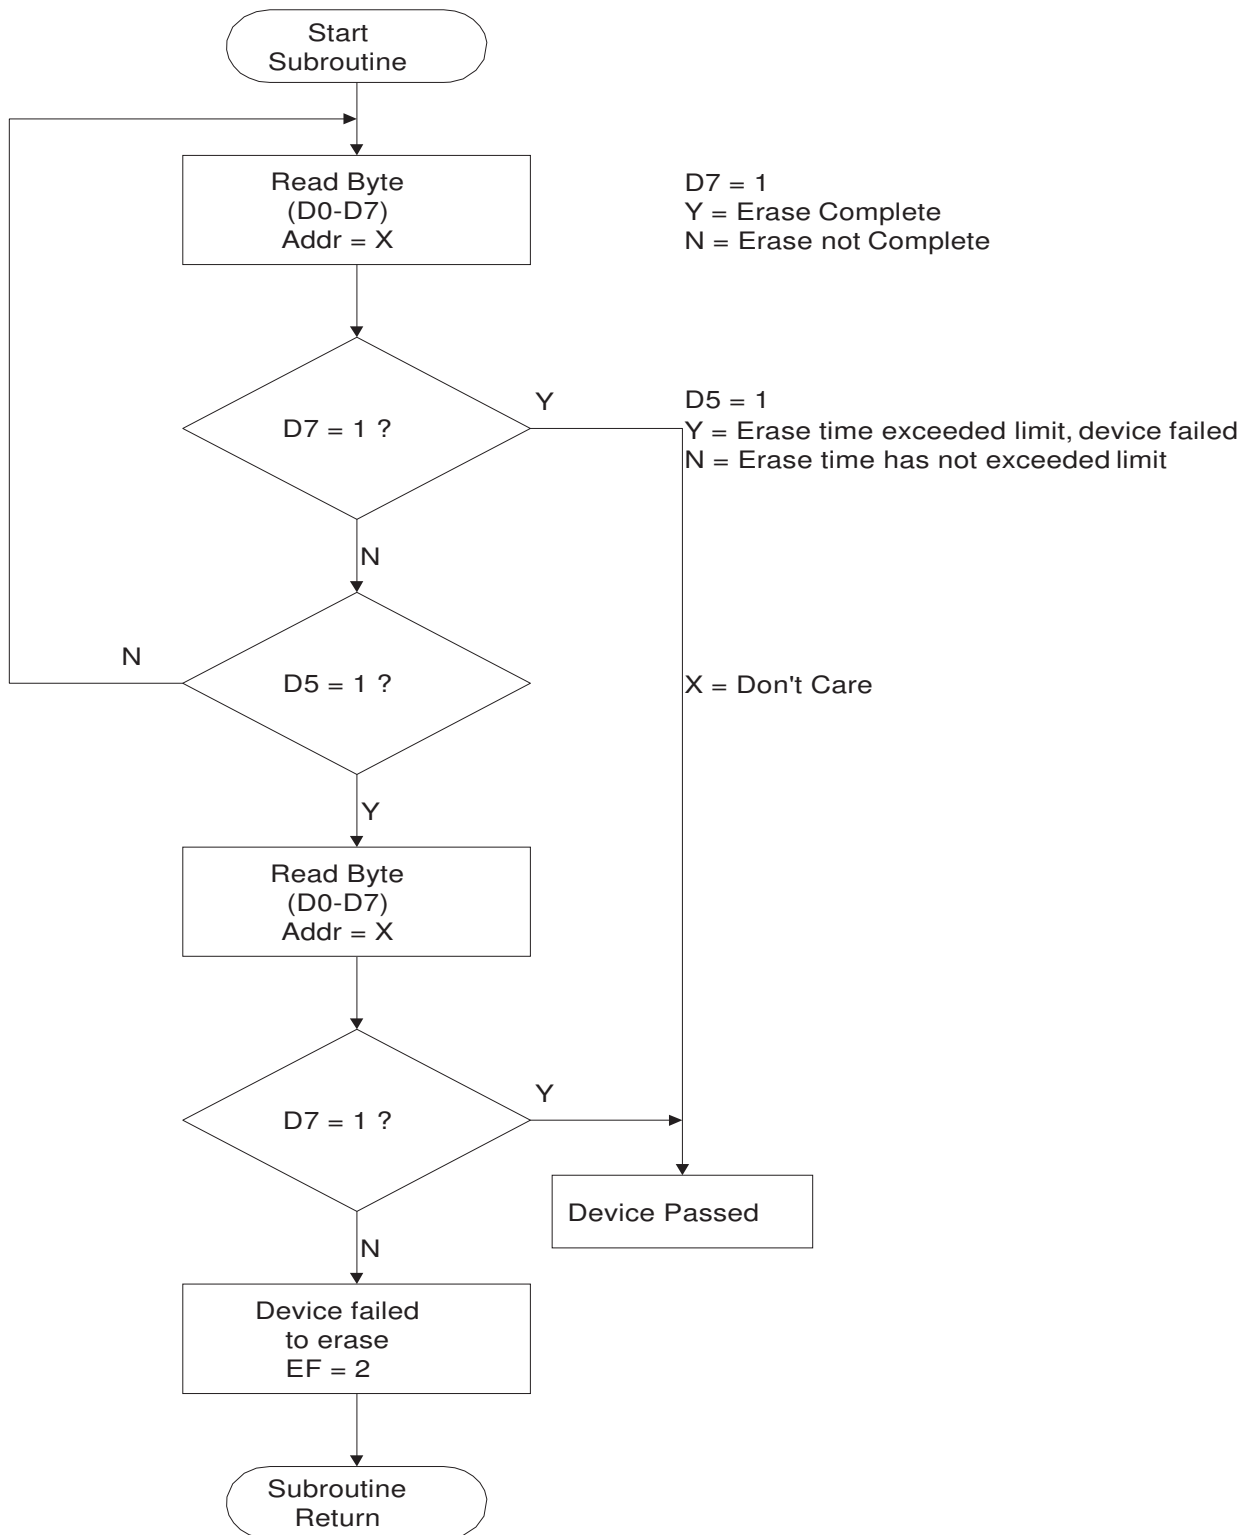 Start
Subroutine
Read Byte
(D0-D7)
Addr = X
D7 = 1
Y = Erase Complete
N = Erase not Complete
D7 = 1 ?
Y
D5 = 1
Y = Erase time exceeded limit, device failed
N = Erase time has not exceeded limit
N
N
D5 = 1 ?
X = Don't Care
Y
Read Byte
(D0-D7)
Addr = X
D7 = 1 ?
Y
Device Passed
N
Device failed
to erase
EF = 2
Subroutine
Return